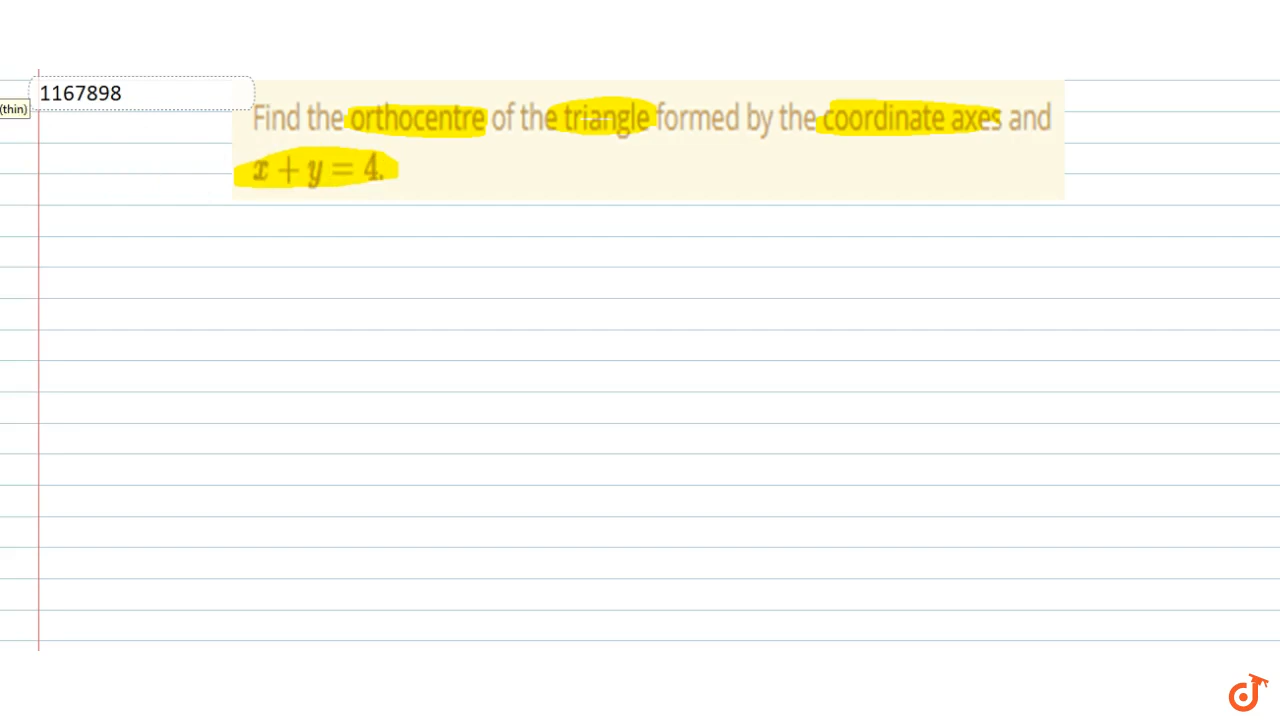 1167898
(thin)
Find the orthocentre of the triangle formed by the coordinate axes and
x + y = 4.